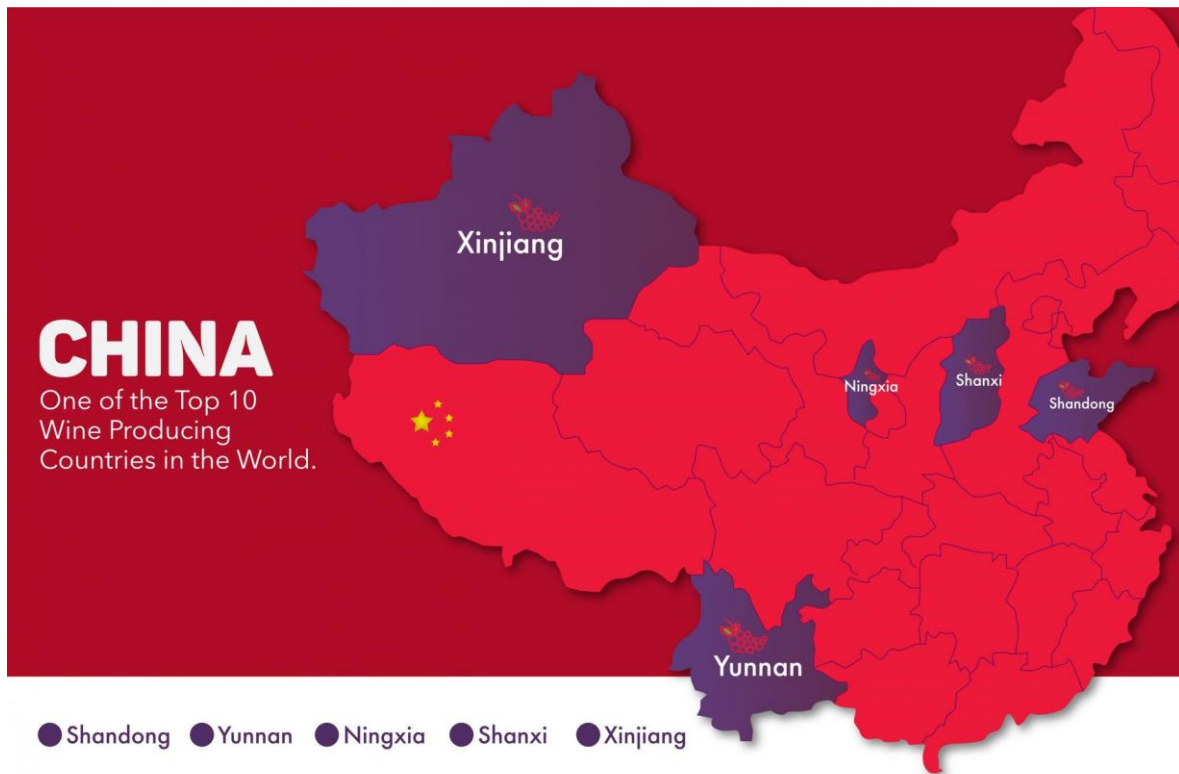 Xinjiang
CHINA
One of the Top 10
Wine Producing
Countries in the World.
Ningxia
Shanxi
Shandong
Yunnan
Shandong Yunnan Ningxia Shanxi Xinjiang